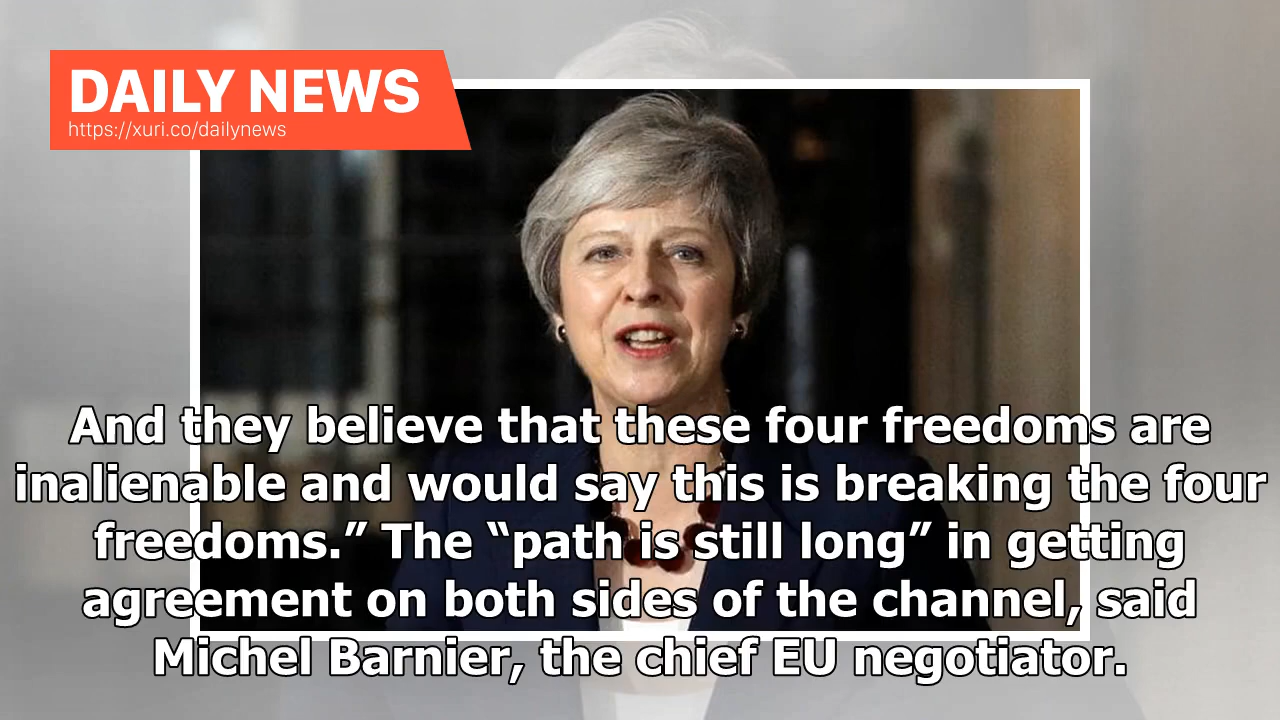 DAILY NEWS
https://xuri.co/dailynews
And they believe that these four freedoms are
inalienable and would say this is breaking the four
freedoms.” The “path is still long” in getting
agreement on both sides of the channel, said
Michel Barnier, the chief EU negotiator.